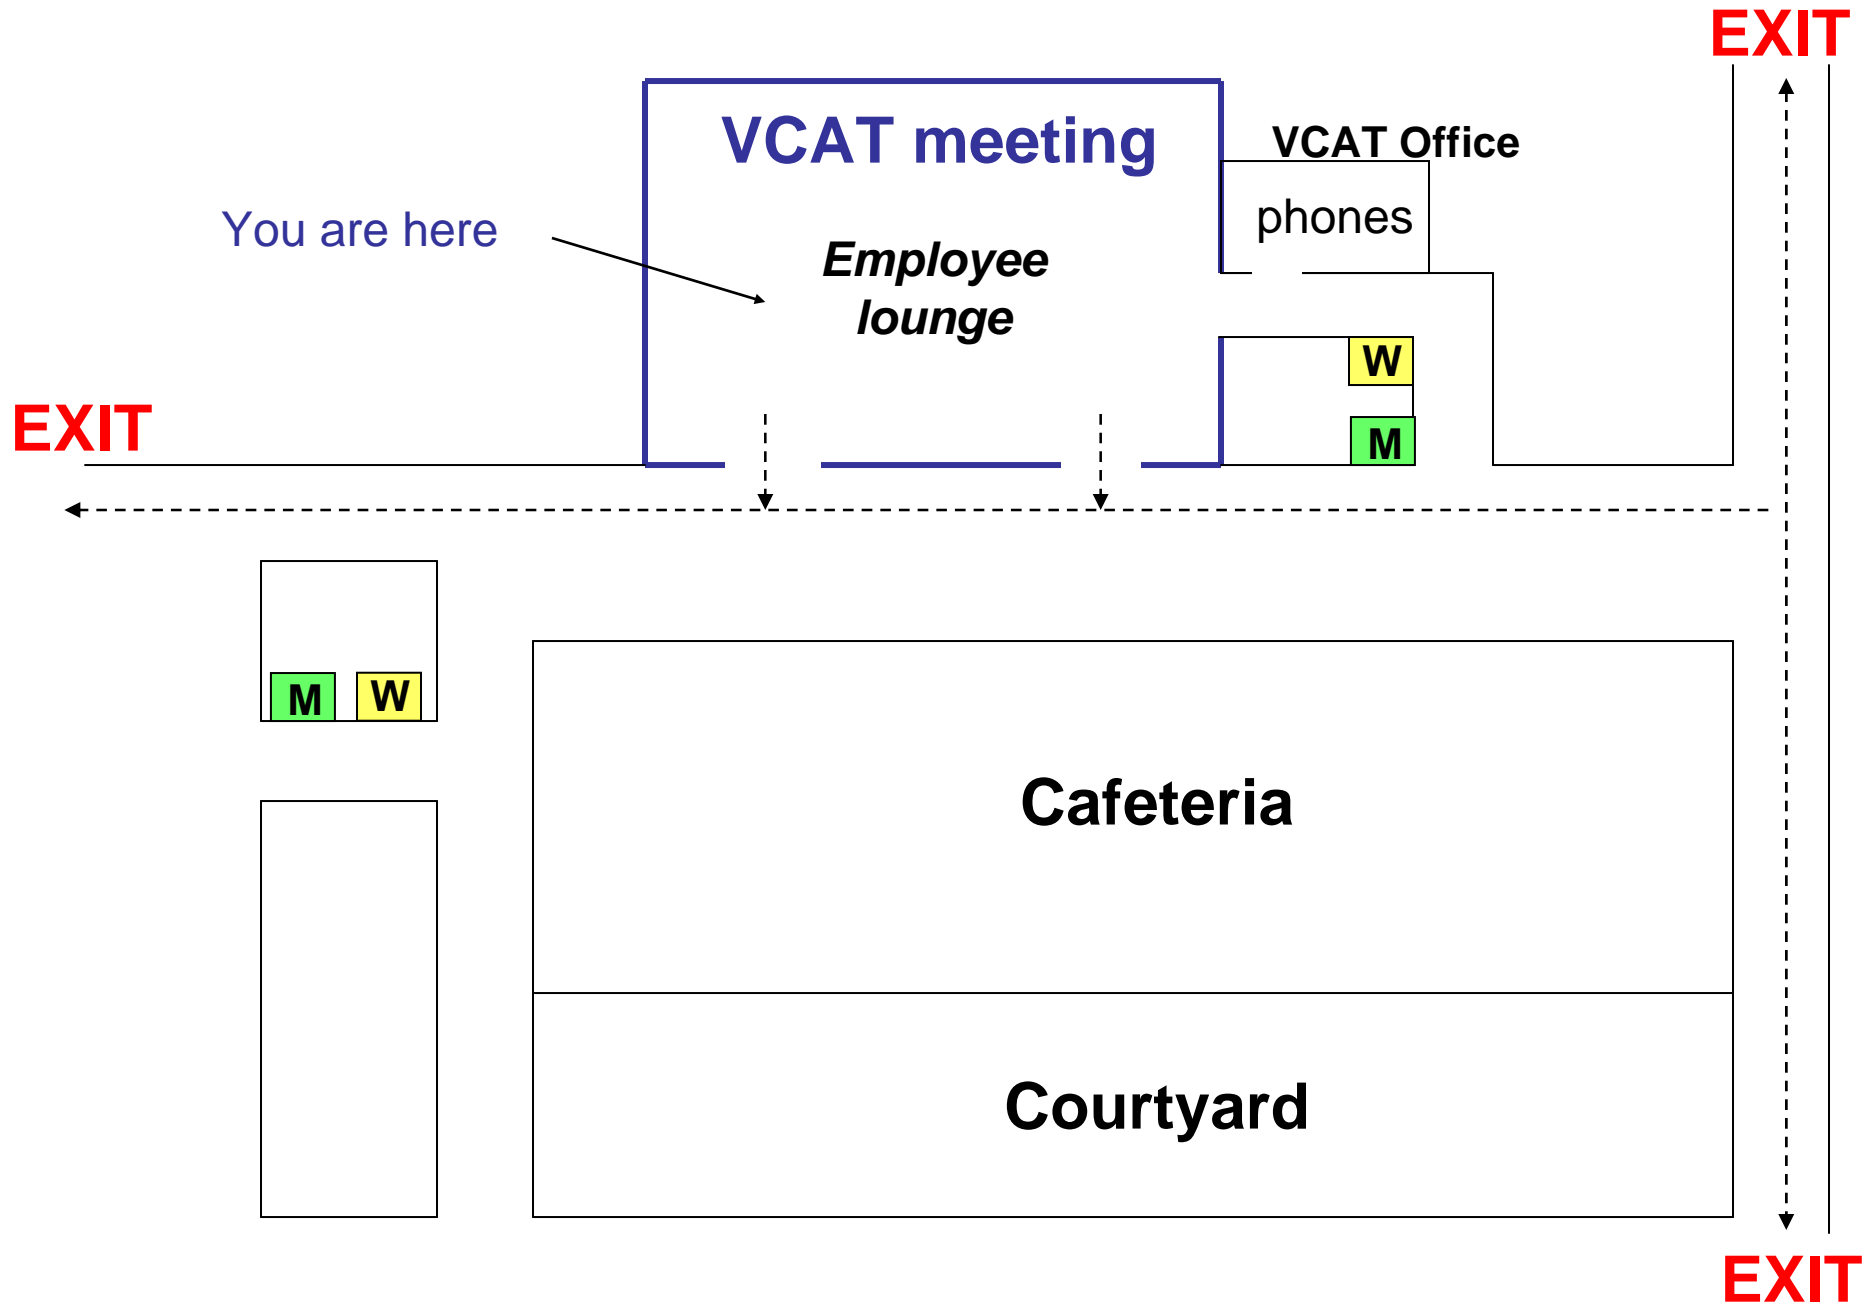 EXIT
VCAT meeting
VCAT Office
You are here
phones
Employee
lounge
W
EXIT
M
M
W
Cafeteria
Courtyard
EXIT